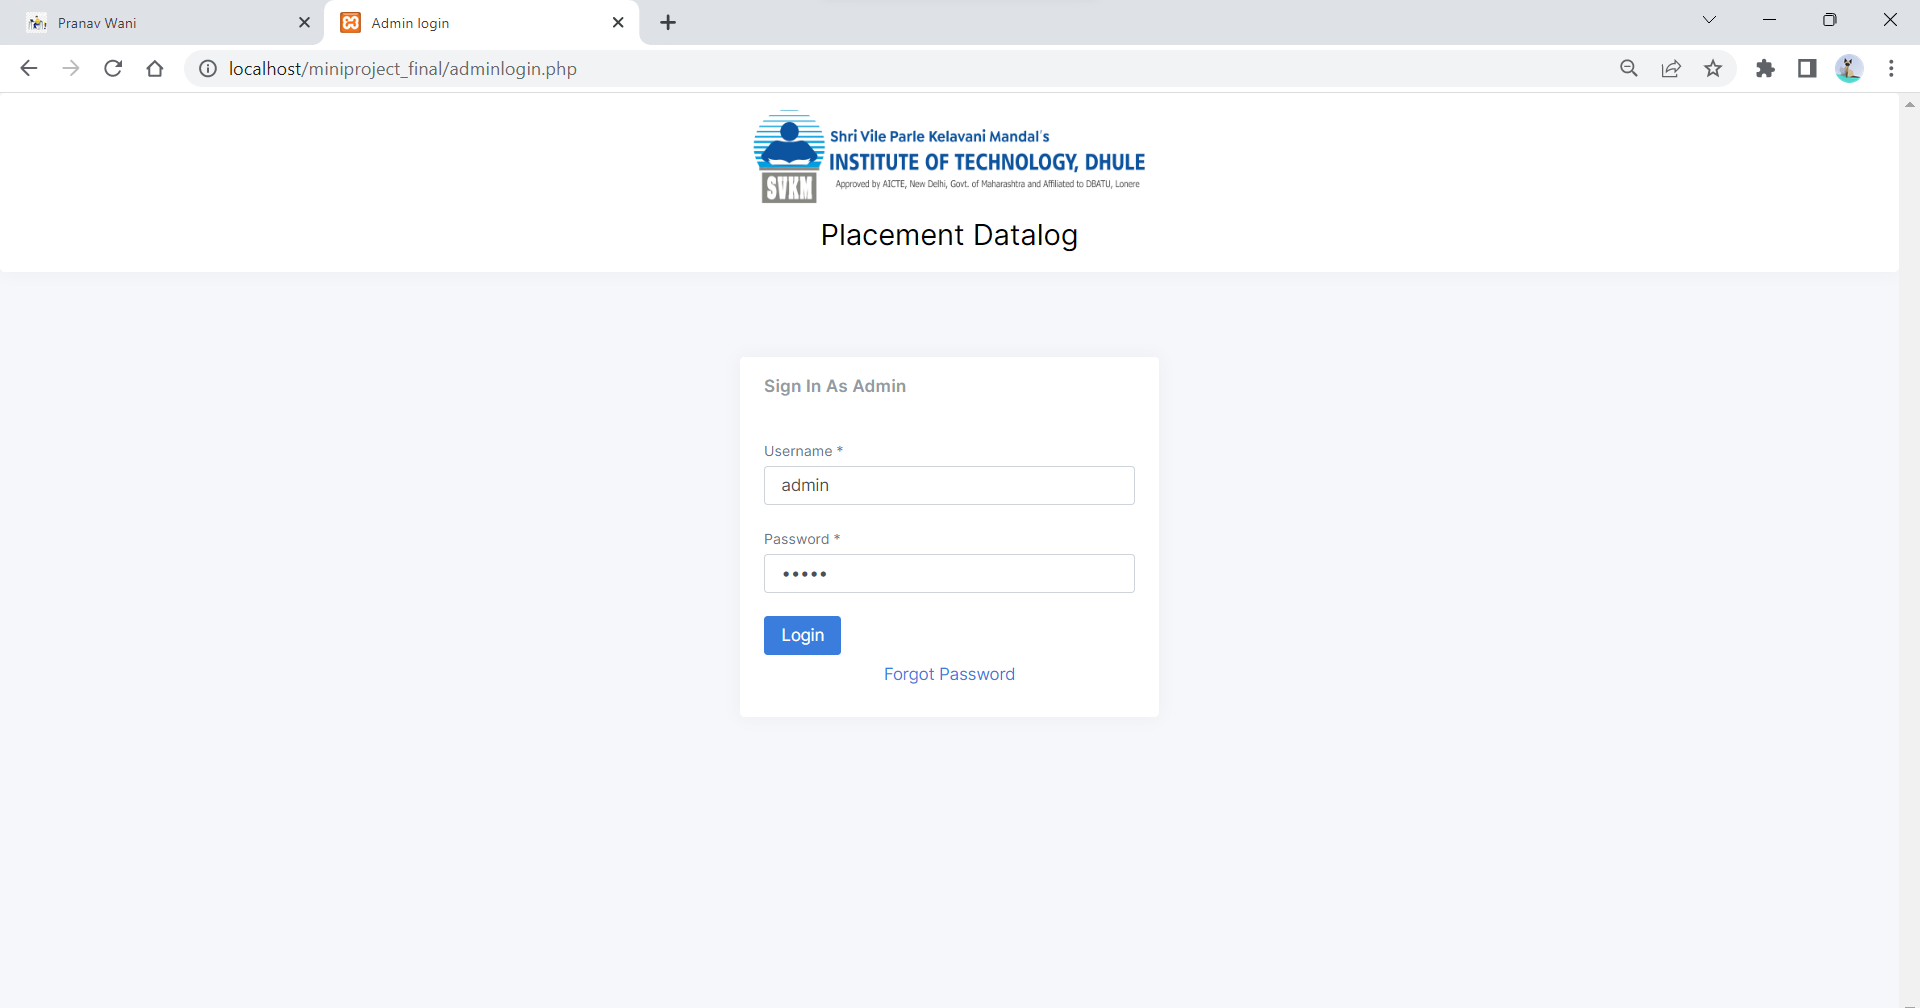 Pranav Wani
Admin login
localhost/miniproject_final/adminlogin.php
Shri Vile Parle Kelavani Mandal's
INSTITUTE OF TECHNOLOGY, DHULE
Approved by AICTE, New Delhi, Govt. of Maharashtra and Affiliated to DBATU, Lonere
SVKM
Placement Datalog
Sign In As Admin
Username *
admin
Password *
•••••
Login
Forgot Password